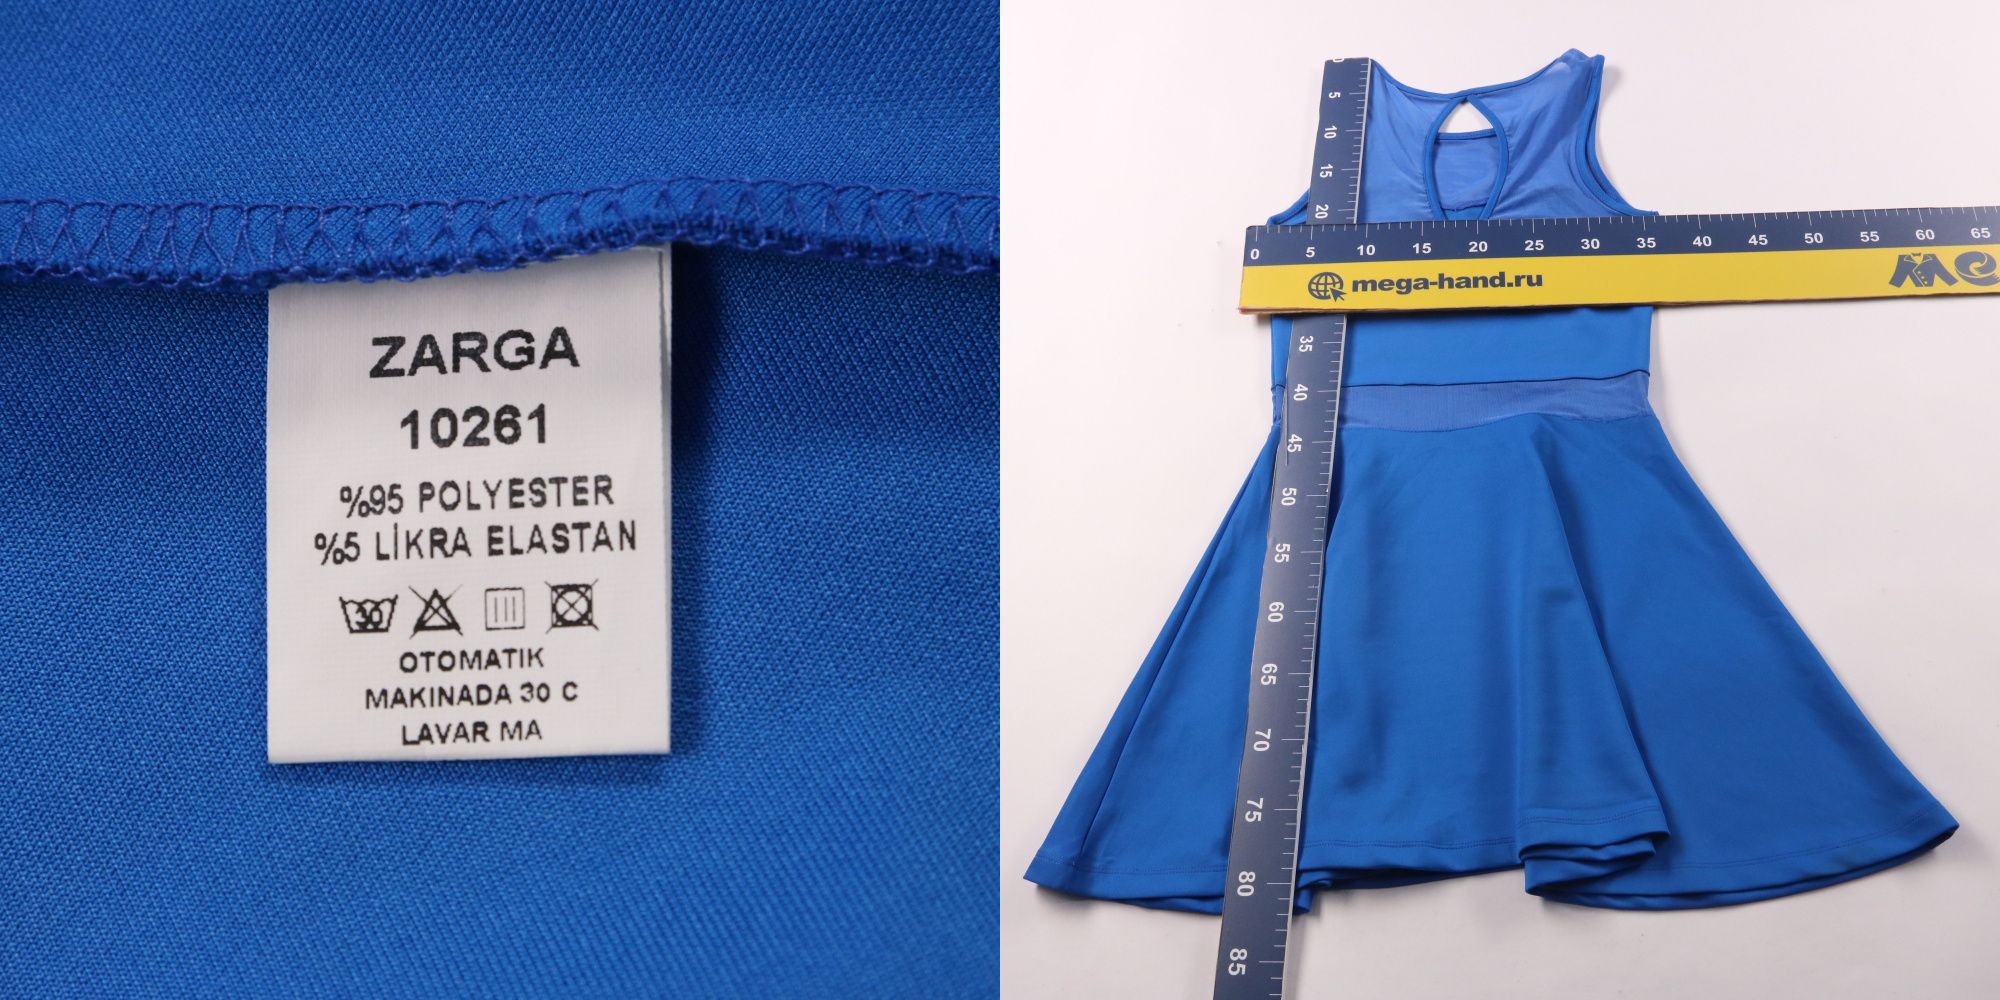 ZARGA
10261
%95 POLYESTER
%5 LİKRA ELASTAN
30
OTOMATIK
MAKINADA 30 C
LAVAR MA
0 5 10 15 20 25 30 35 40 45 50 55 60 65
mega-hand.ru
0
5
10
15
20
35
40
45
50
55
60
65
70
75
80
85